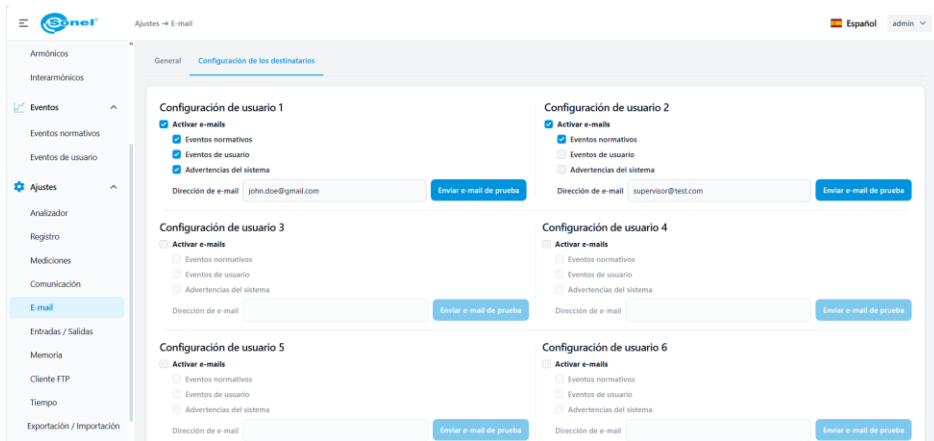 Sonel®
Ajustes → E-mail
Español
admin
Armónicos
Interarmónicos
Eventos
Eventos normativos
Eventos de usuario
Ajustes
Analizador
Registro
Mediciones
Comunicación
E-mail
Entradas / Salidas
Memoria
Cliente FTP
Tiempo
Exportación / Importación
General
Configuración de los destinatarios
Configuración de usuario 1
Activar e-mails
Eventos normativos
Eventos de usuario
Advertencias del sistema
Dirección de e-mail john.doe@gmail.com Enviar e-mail de prueba
Configuración de usuario 2
Activar e-mails
Eventos normativos
Eventos de usuario
Advertencias del sistema
Dirección de e-mail supervisor@test.com Enviar e-mail de prueba
Configuración de usuario 3
Activar e-mails
Eventos normativos
Eventos de usuario
Advertencias del sistema
Dirección de e-mail Enviar e-mail de prueba
Configuración de usuario 4
Activar e-mails
Eventos normativos
Eventos de usuario
Advertencias del sistema
Dirección de e-mail Enviar e-mail de prueba
Configuración de usuario 5
Activar e-mails
Eventos normativos
Eventos de usuario
Advertencias del sistema
Dirección de e-mail Enviar e-mail de prueba
Configuración de usuario 6
Activar e-mails
Eventos normativos
Eventos de usuario
Advertencias del sistema
Dirección de e-mail Enviar e-mail de prueba